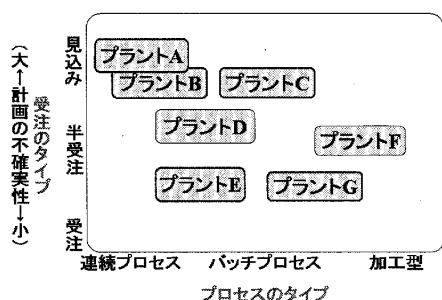 （大↑計画の不確実性↓小）
受注のタイプ
見込み
半受注
受注
プラントA
プラントB
プラントC
プラントD
プラントE
プラントF
プラントG
連続プロセス
バッチプロセス
加工型
プロセスのタイプ